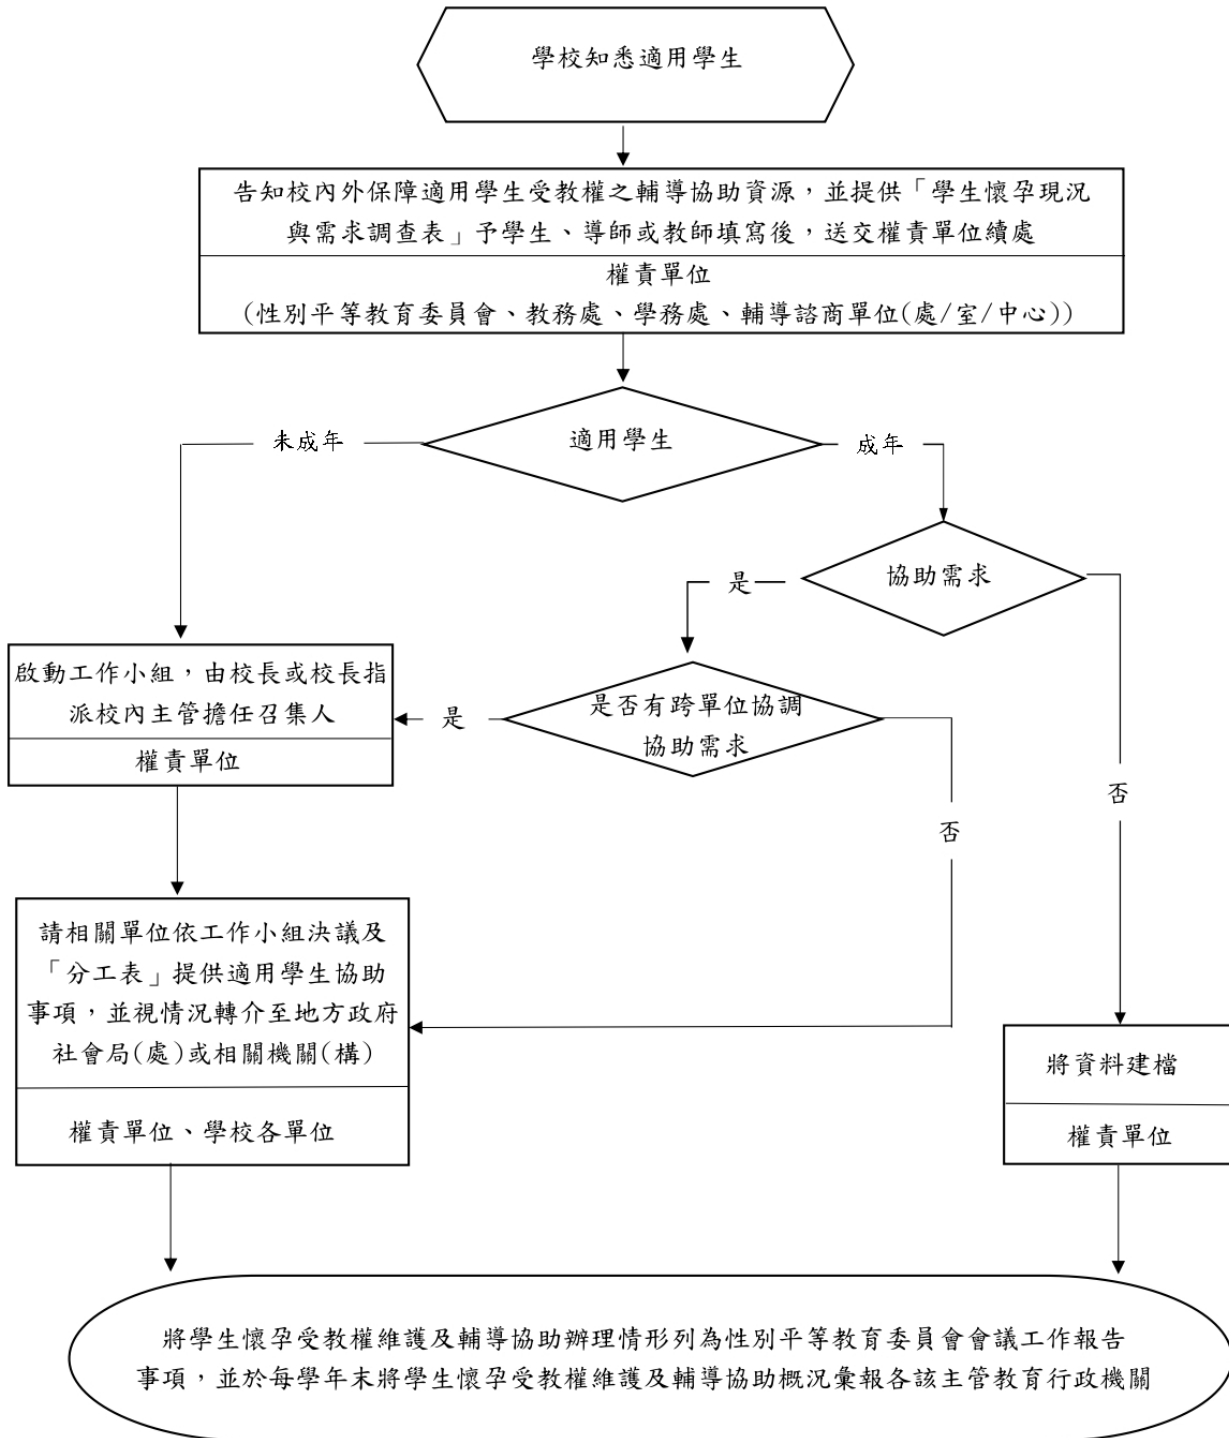 學校知悉適用學生
告知校內外保障適用學生受教權之輔導協助資源，並提供「學生懷孕現況
與需求調查表」予學生、導師或教師填寫後，送交權責單位續處
權責單位
(性別平等教育委員會、教務處、學務處、輔導諮商單位(處/室/中心))
適用學生
未成年
成年
協助需求
是
啟動工作小組，由校長或校長指
派校內主管擔任召集人
權責單位
是
是否有跨單位協調
協助需求
否
否
請相關單位依工作小組決議及
「分工表」提供適用學生協助
事項，並視情況轉介至地方政府
社會局(處)或相關機關(構)
權責單位、學校各單位
將資料建檔
權責單位
將學生懷孕受教權維護及輔導協助辦理情形列為性別平等教育委員會會議工作報告
事項，並於每學年末將學生懷孕受教權維護及輔導協助概況彙報各該主管教育行政機關